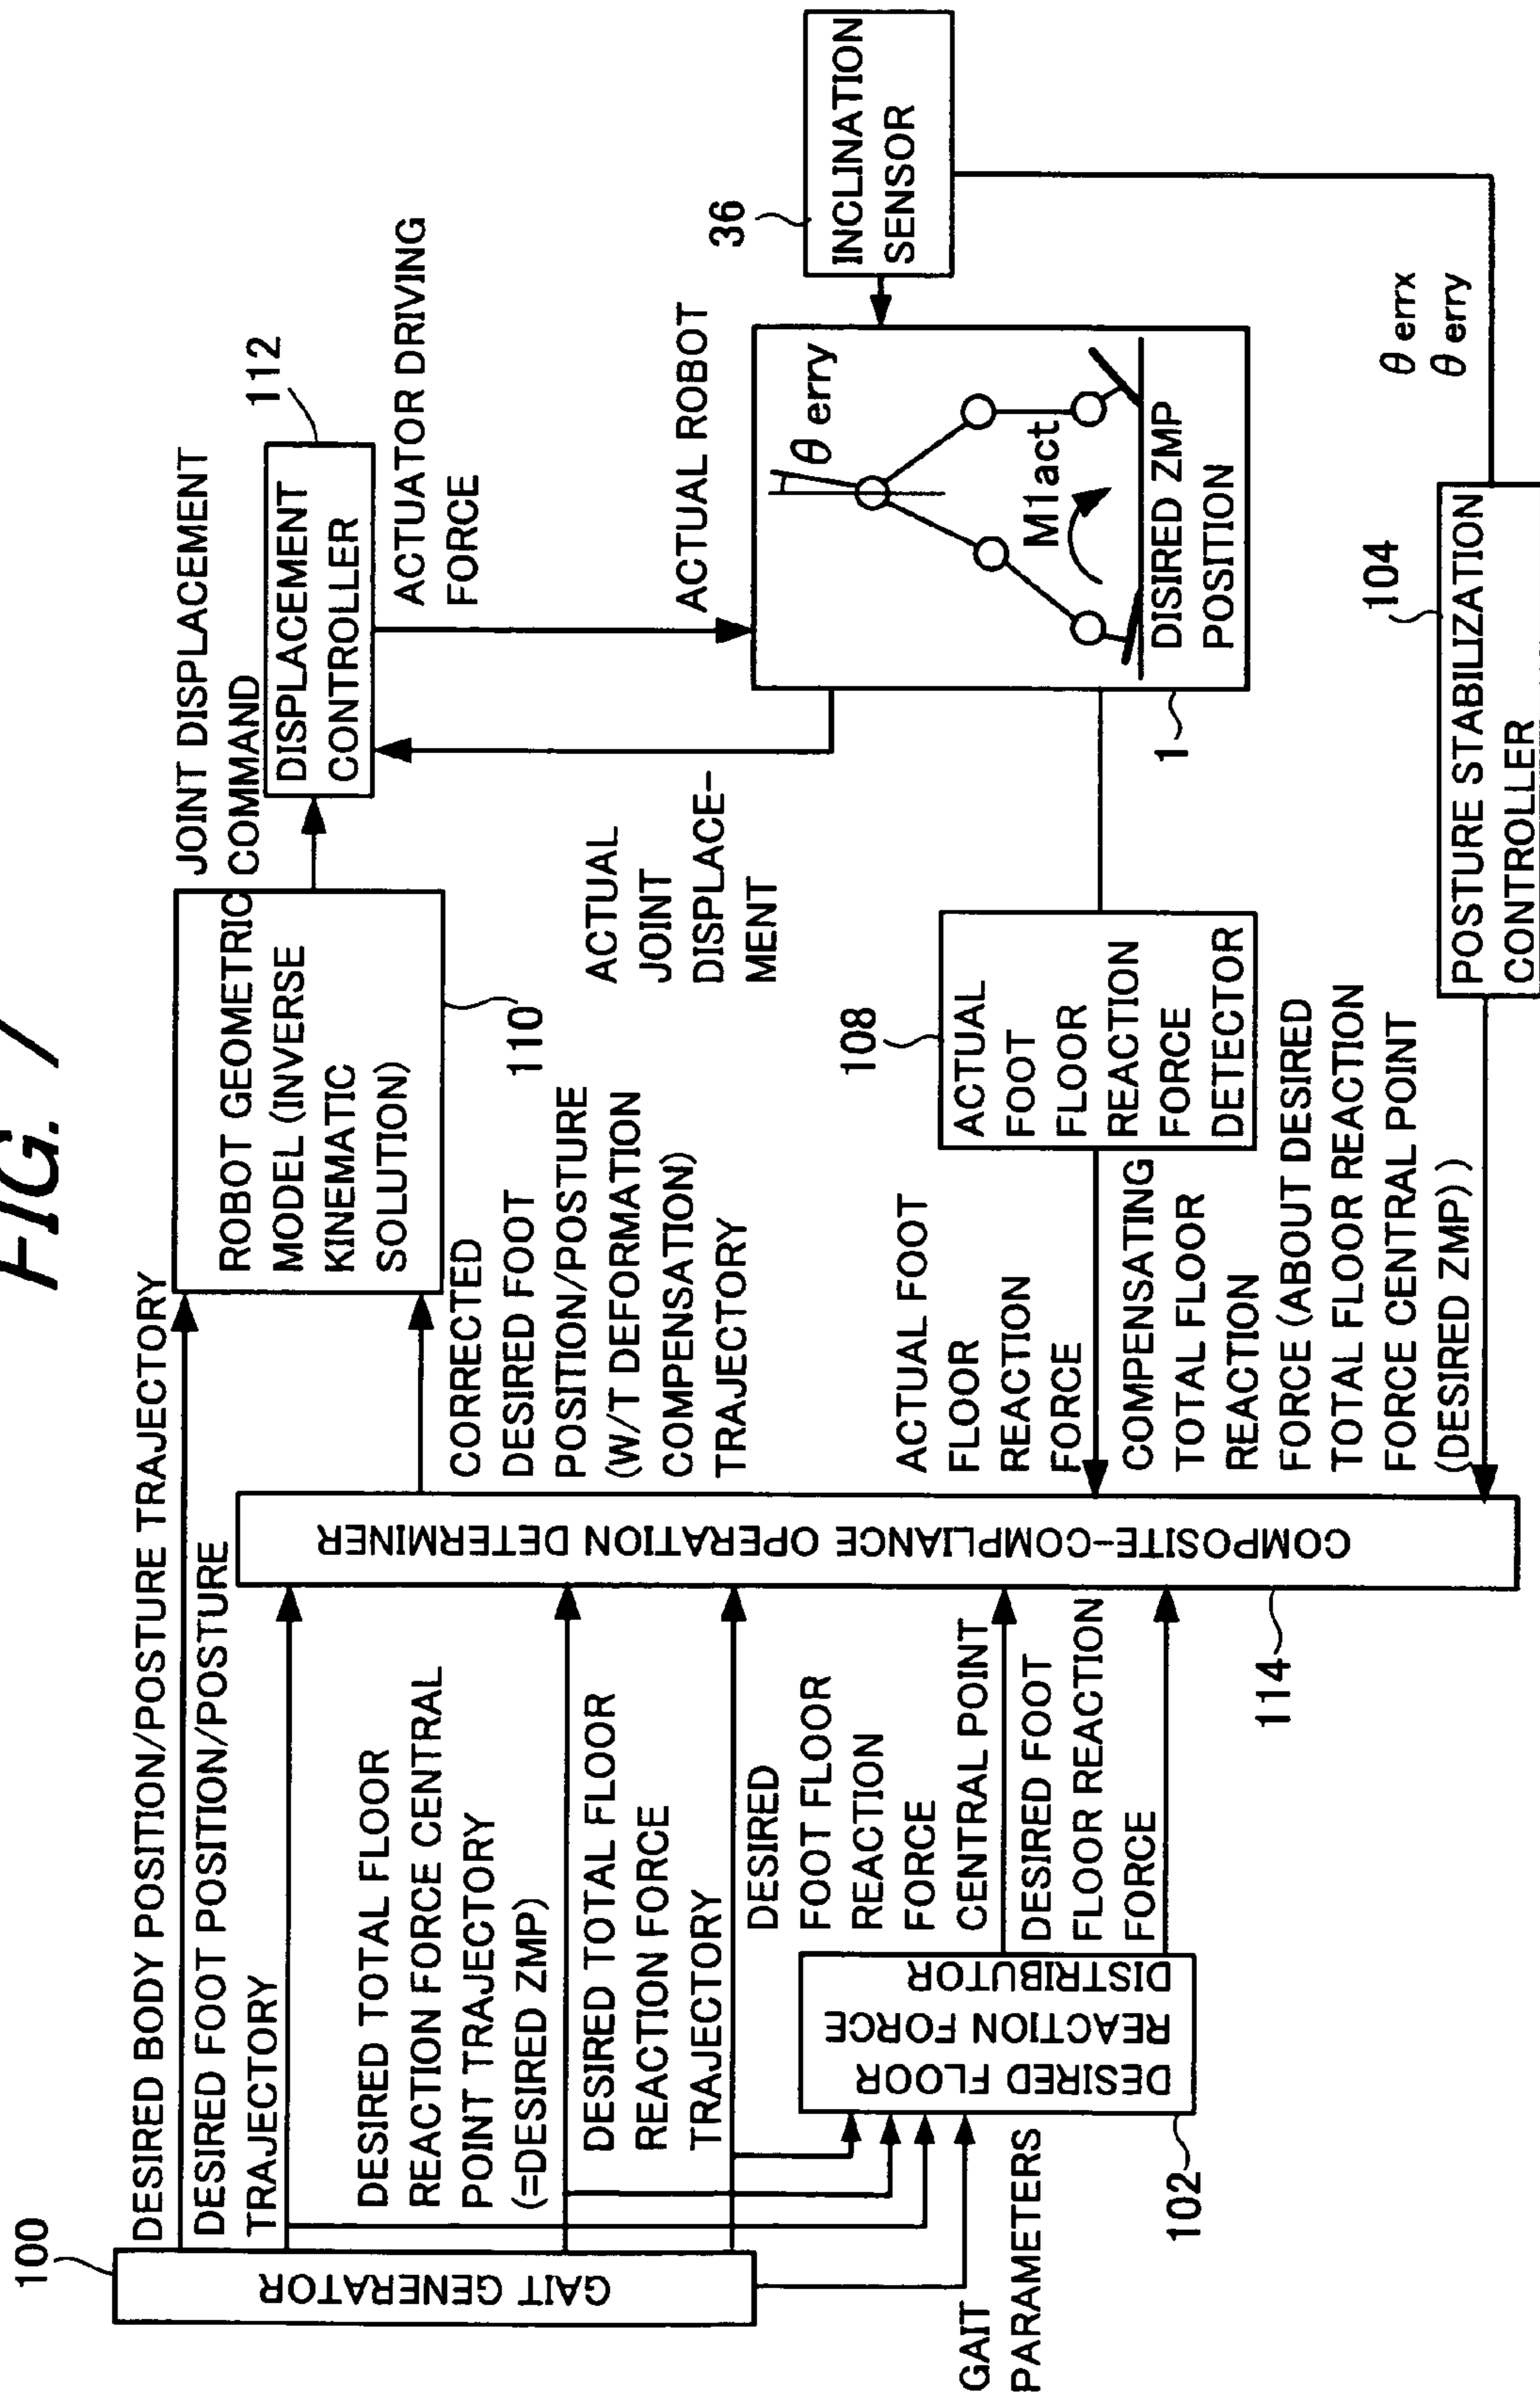 FIG. 7
100
DESIRED BODY POSITION/POSTURE TRAJECTORY
DESIRED FOOT POSITION/POSTURE
TRAJECTORY
GAIT GENERATOR
DESIRED TOTAL FLOOR
REACTION FORCE CENTRAL
POINT TRAJECTORY
(=DESIRED ZMP)
DESIRED TOTAL FLOOR
REACTION FORCE
TRAJECTORY
GAIT
PARAMETERS
DESIRED FLOOR
REACTION FORCE
DISTRIBUTOR
102
DESIRED
FOOT FLOOR
REACTION
FORCE
CENTRAL POINT
DESIRED FOOT
FLOOR REACTION
FORCE
COMPOSITE-COMPLIANCE OPERATION DETERMINER
114
ROBOT GEOMETRIC
MODEL (INVERSE
KINEMATIC
SOLUTION)
110
CORRECTED
DESIRED FOOT
POSITION/POSTURE
(W/T DEFORMATION
COMPENSATION)
TRAJECTORY
ACTUAL FOOT
FLOOR
REACTION
FORCE
COMPENSATING
TOTAL FLOOR
REACTION
FORCE (ABOUT DESIRED
TOTAL FLOOR REACTION
FORCE CENTRAL POINT
(DESIRED ZMP))
108
ACTUAL
FOOT
FLOOR
REACTION
FORCE
DETECTOR
JOINT DISPLACEMENT
COMMAND
112
DISPLACEMENT
CONTROLLER
ACTUATOR DRIVING
FORCE
ACTUAL
JOINT
DISPLACE-
MENT
ACTUAL ROBOT
θ erry
M1act
DISIRED ZMP
POSITION
1
36
INCLINATION
SENSOR
θ errx
θ erry
104
POSTURE STABILIZATION
CONTROLLER